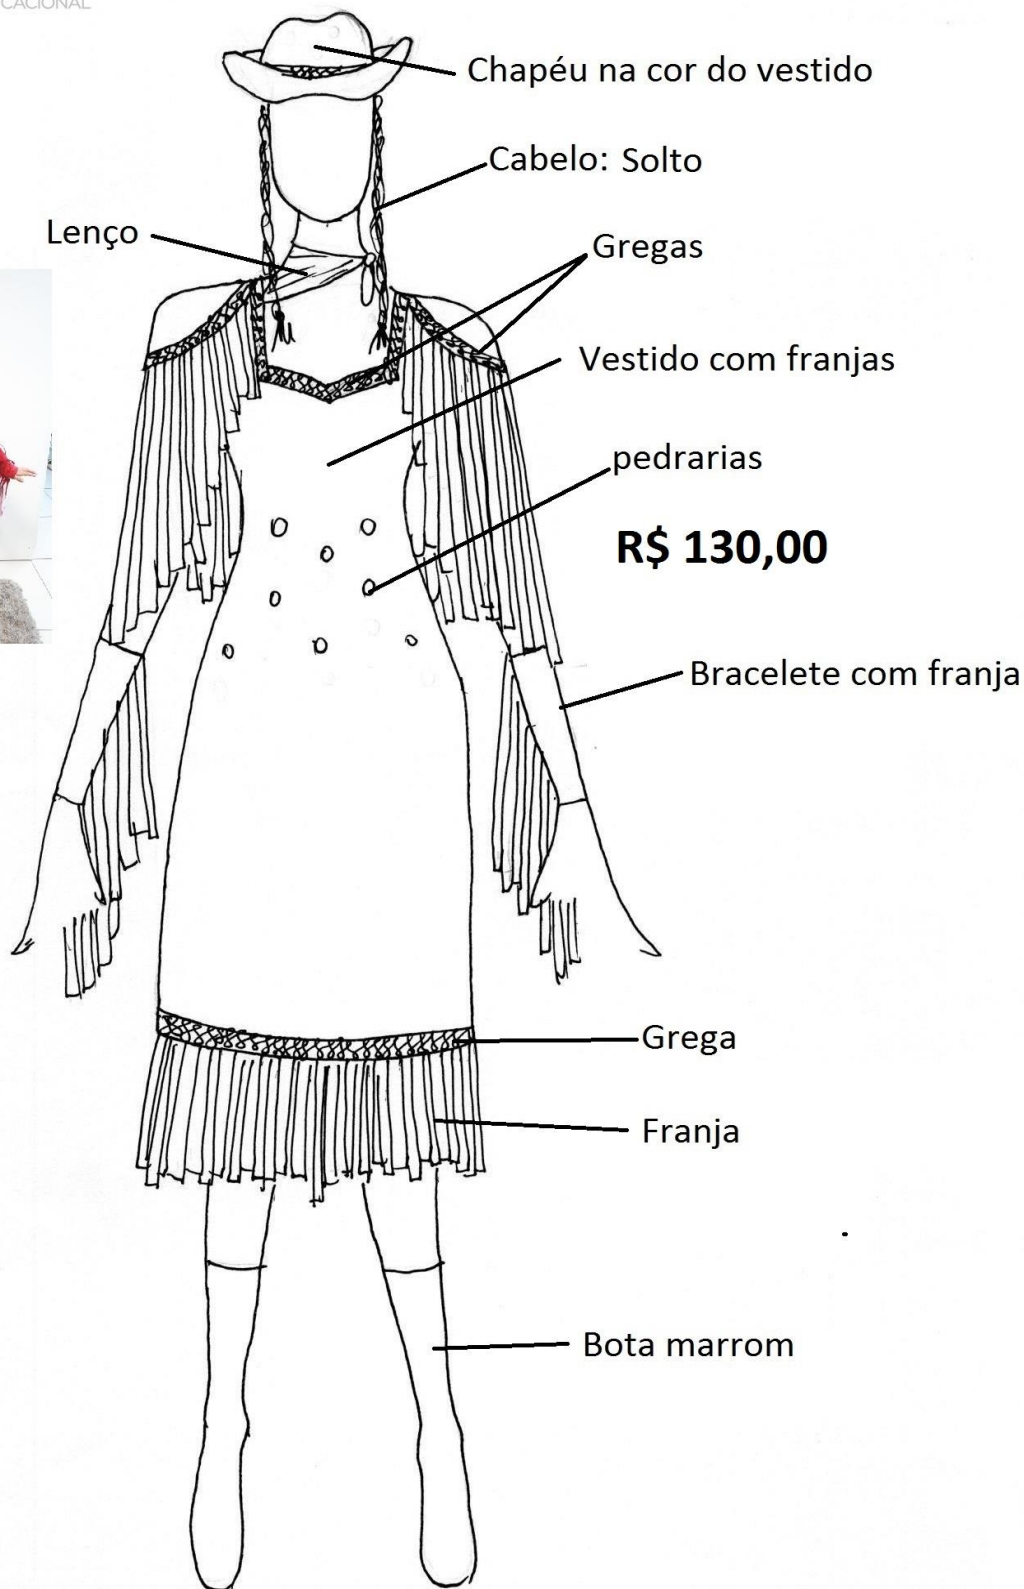 CACIONAL
Chapéu na cor do vestido
Cabelo: Solto
Lenço
Gregas
Vestido com franjas
pedrarias
R$ 130,00
Bracelete com franja
Grega
Franja
Bota marrom